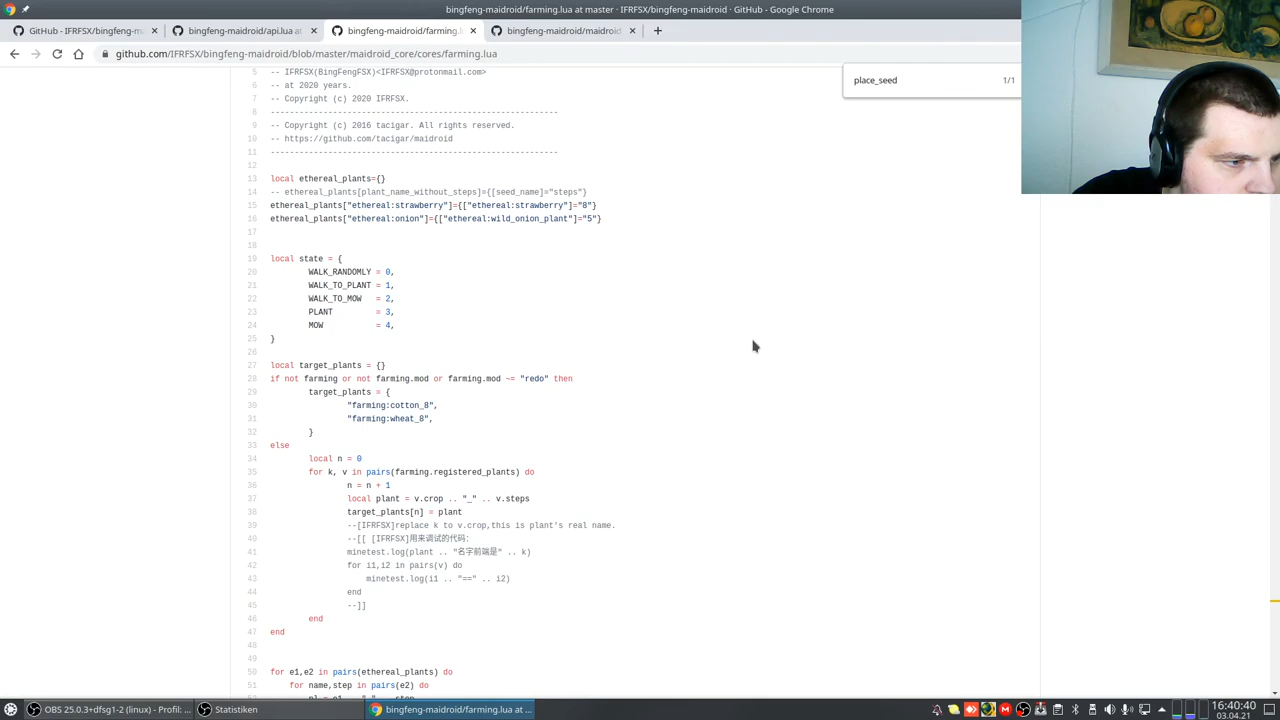 bingfeng-maidroid/farming.lua at master · IFRFSX/bingfeng-maidroid · GitHub - Google Chrome
GitHub - IFRFSX/bingfeng-m
bingfeng-maidroid/api.lua at
bingfeng-maidroid/farming.l
bingfeng-maidroid/maidroid
github.com/IFRFSX/bingfeng-maidroid/blob/master/maidroid_core/cores/farming.lua
place_seed 1/1
5 -- IFRFSX(BingFengFSX)<IFRFSX@protonmail.com>
6 -- at 2020 years.
7 -- Copyright (c) 2020 IFRFSX.
8 ------------------------------------------------------------
9 -- Copyright (c) 2016 tacigar. All rights reserved.
10 -- https://github.com/tacigar/maidroid
11 ------------------------------------------------------------
12
13 local ethereal_plants={}
14 -- ethereal_plants[plant_name_without_steps]={[seed_name]="steps"}
15 ethereal_plants["ethereal:strawberry"]={["ethereal:strawberry"]="8"}
16 ethereal_plants["ethereal:onion"]={["ethereal:wild_onion_plant"]="5"}
17
18
19 local state = {
20 WALK_RANDOMLY = 0,
21 WALK_TO_PLANT = 1,
22 WALK_TO_MOW = 2,
23 PLANT = 3,
24 MOW = 4,
25 }
26
27 local target_plants = {}
28 if not farming or not farming.mod or farming.mod ~= "redo" then
29 target_plants = {
30 "farming:cotton_8",
31 "farming:wheat_8",
32 }
33 else
34 local n = 0
35 for k, v in pairs(farming.registered_plants) do
36 n = n + 1
37 local plant = v.crop .. "_" .. v.steps
38 target_plants[n] = plant
39 --[IFRFSX]replace k to v.crop,this is plant's real name.
40 --[[ [IFRFSX]用来调试的代码:
41 minetest.log(plant .. "名字前端是" .. k)
42 for i1,i2 in pairs(v) do
43 minetest.log(i1 .. "==" .. i2)
44 end
45 --]]
46 end
47 end
48
49
50 for e1,e2 in pairs(ethereal_plants) do
51 for name,step in pairs(e2) do
OBS 25.0.3+dfsg1-2 (linux) - Profil: ...
Statistiken
bingfeng-maidroid/farming.lua at ...
16:40:40
03.04.21